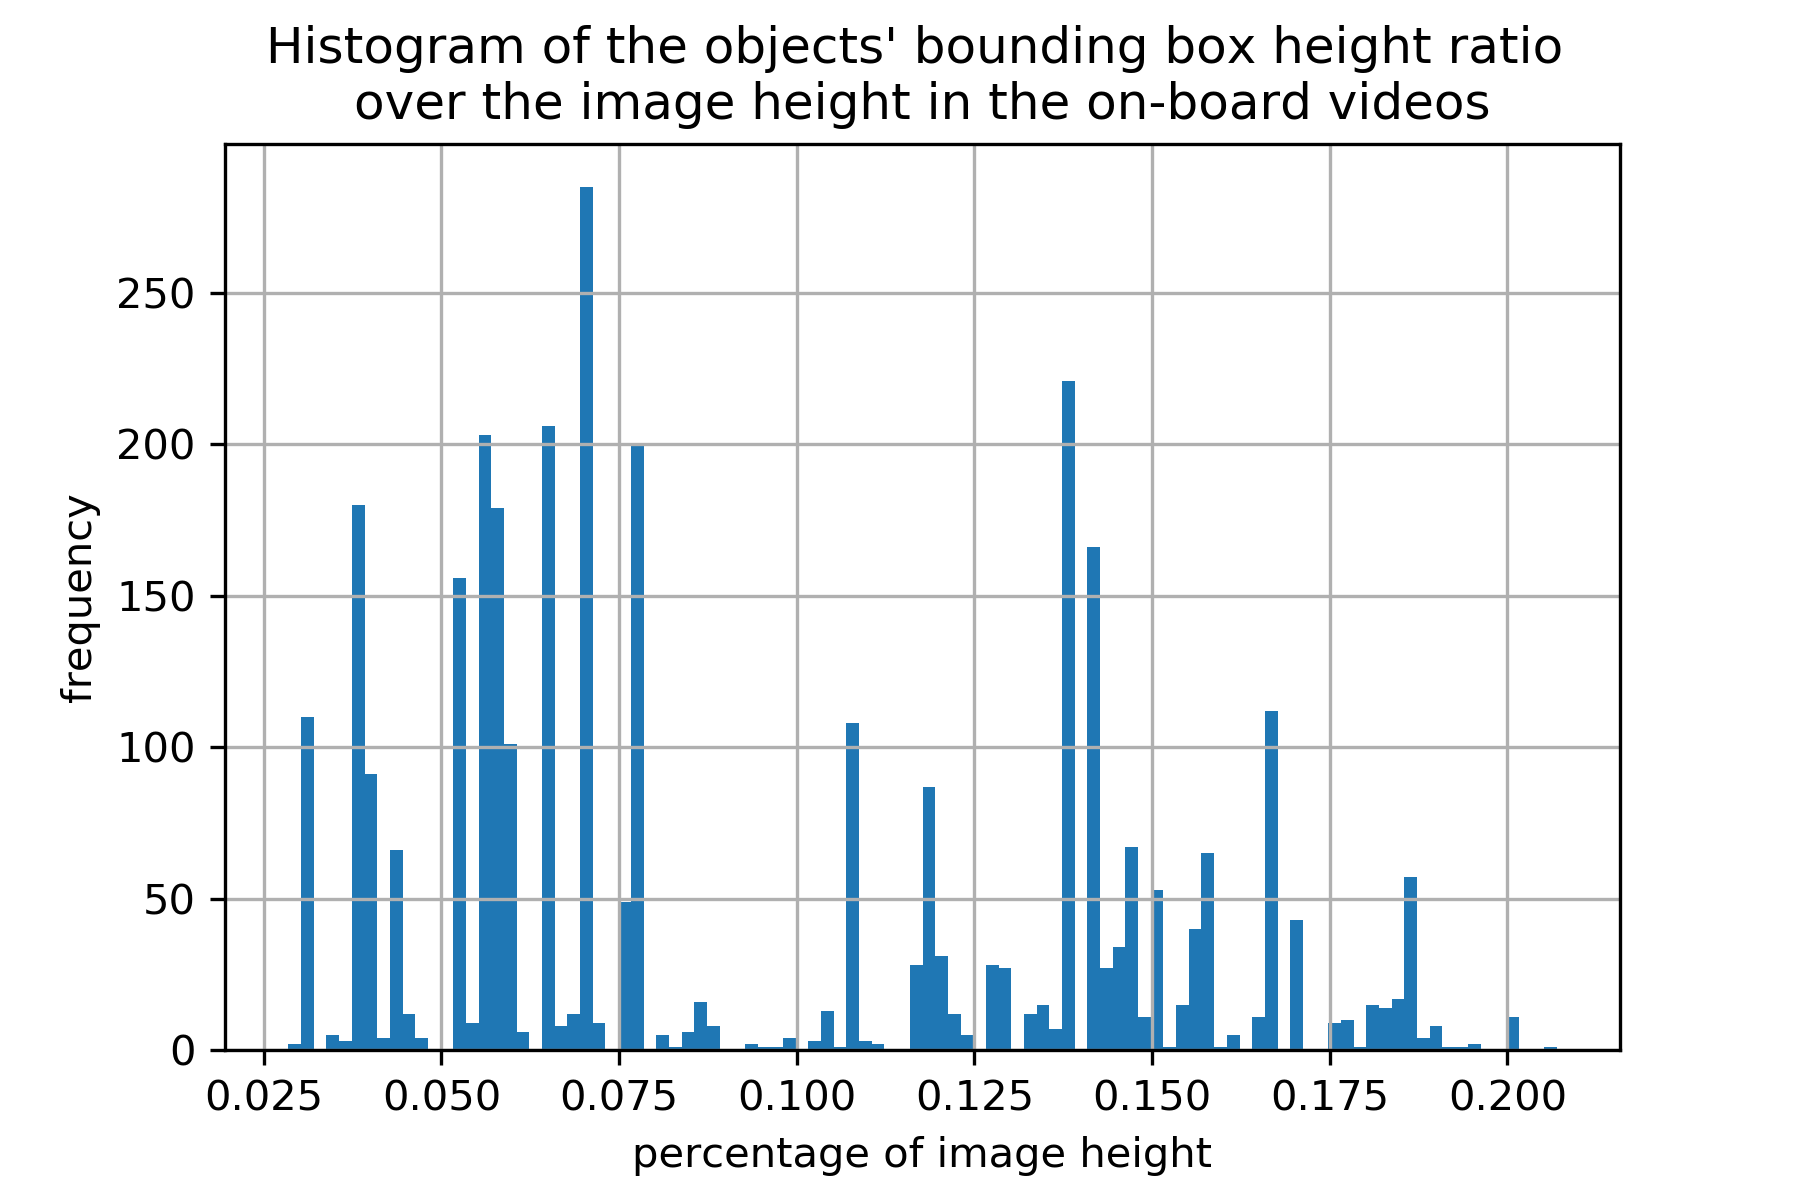 Histogram of the objects' bounding box height ratio
over the image height in the on-board videos
frequency
250
200
150
100
50
0
0.025 0.050 0.075 0.100 0.125 0.150 0.175 0.200
percentage of image height